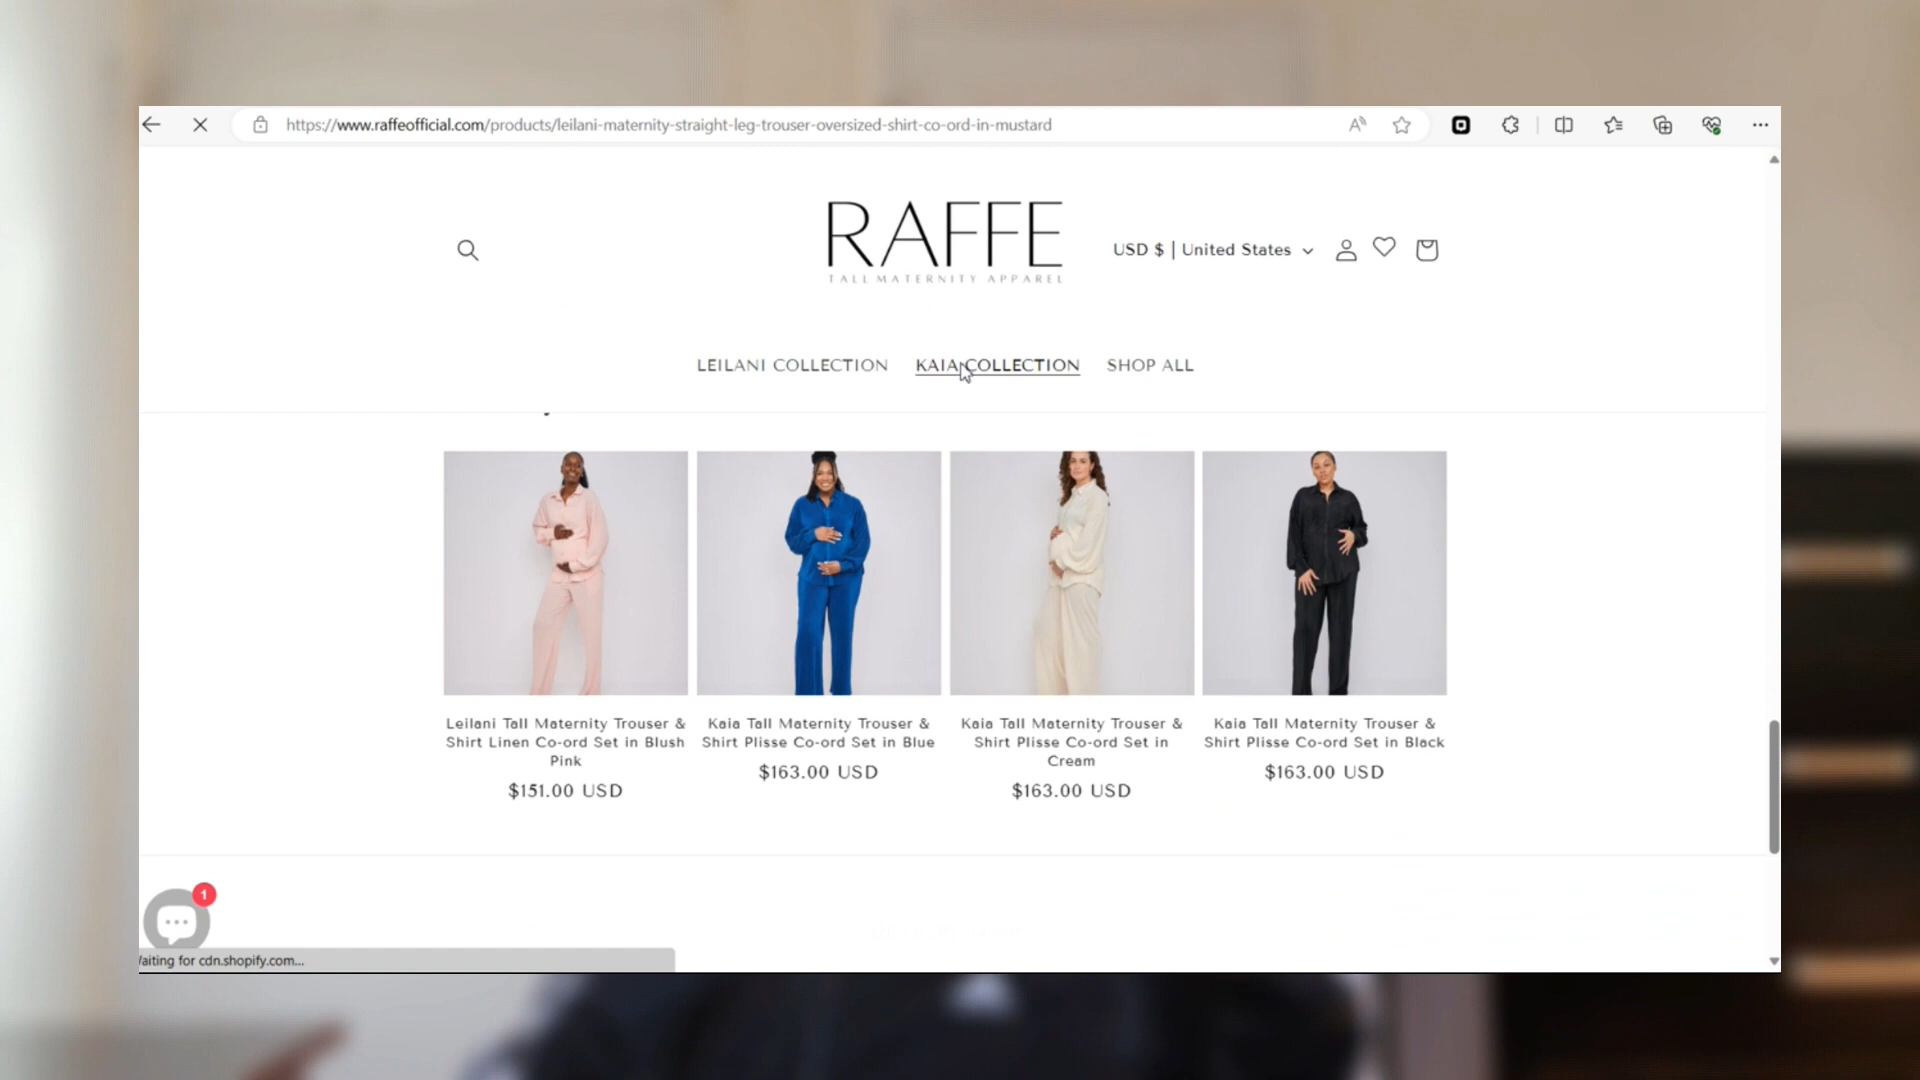 https://www.raffeofficial.com/products/leilani-maternity-straight-leg-trouser-oversized-shirt-co-ord-in-mustard
RAFFE
TALL MATERNITY APPAREL
USD $ | United States
LEILANI COLLECTION
KAIA COLLECTION
SHOP ALL
Leilani Tall Maternity Trouser &
Shirt Linen Co-ord Set in Blush
Pink
$151.00 USD
Kaia Tall Maternity Trouser &
Shirt Plisse Co-ord Set in Blue
$163.00 USD
Kaia Tall Maternity Trouser &
Shirt Plisse Co-ord Set in
Cream
$163.00 USD
Kaia Tall Maternity Trouser &
Shirt Plisse Co-ord Set in Black
$163.00 USD
1
aiting for cdn.shopify.com...